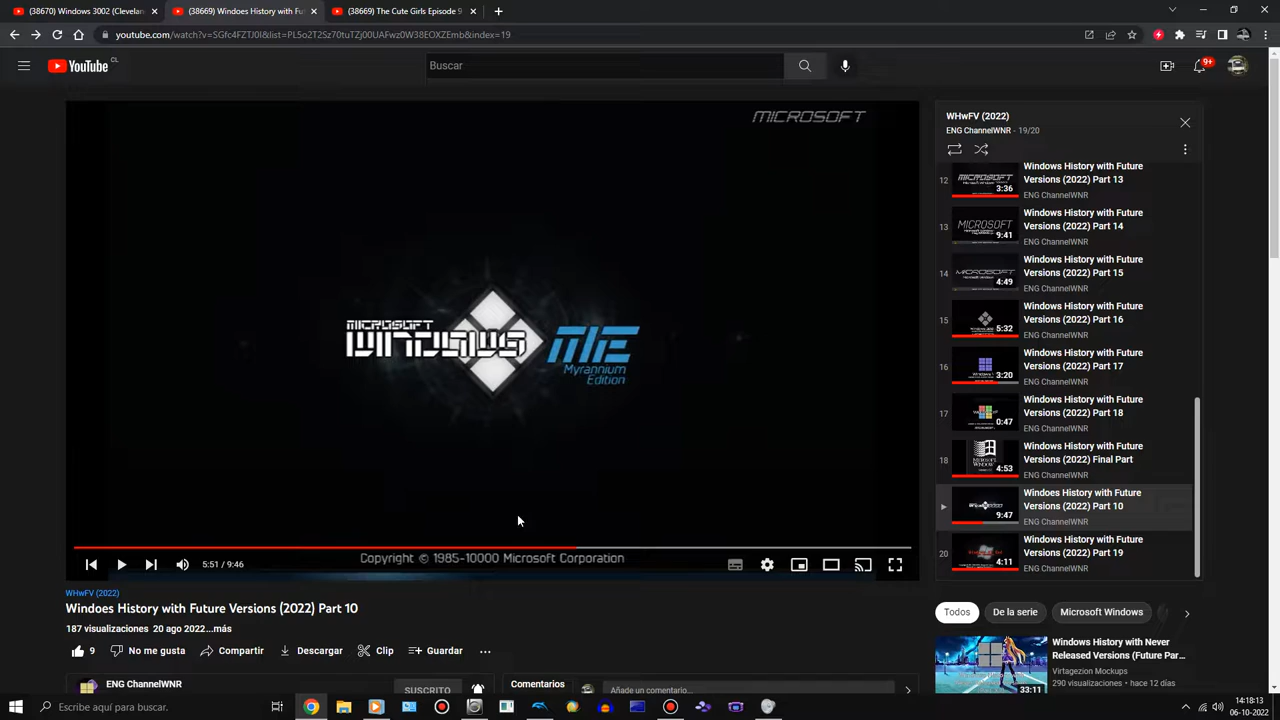 (38670) Windows 3002 (Clevelan
(38669) Windoes History with Fu
(38669) The Cute Girls Episode 9
youtube.com/watch?v=SGfc4FZTJ0I&list=PL5o2T2Sz70tuTZj00UAFwz0W38EOXZEmb&index=19
YouTube CL
Buscar
9+
MICROSOFT
MICROSOFT
WINDOWS
ME
Myrannium
Edition
Copyright © 1985-10000 Microsoft Corporation
5:51 / 9:46
WHwFV (2022)
Windoes History with Future Versions (2022) Part 10
187 visualizaciones 20 ago 2022...más
9
No me gusta
Compartir
Descargar
Clip
Guardar
ENG ChannelWNR
SUSCRITO
Comentarios
Añade un comentario...
WHwFV (2022)
ENG ChannelWNR - 19/20
12
3:36
Windows History with Future
Versions (2022) Part 13
ENG ChannelWNR
13
MICROSOFT
9:41
Windows History with Future
Versions (2022) Part 14
ENG ChannelWNR
14
MICROSOFT
4:49
Windows History with Future
Versions (2022) Part 15
ENG ChannelWNR
15
5:32
Windows History with Future
Versions (2022) Part 16
ENG ChannelWNR
16
3:20
Windows History with Future
Versions (2022) Part 17
ENG ChannelWNR
17
0:47
Windows History with Future
Versions (2022) Part 18
ENG ChannelWNR
18
4:53
Windows History with Future
Versions (2022) Final Part
ENG ChannelWNR
9:47
Windoes History with Future
Versions (2022) Part 10
ENG ChannelWNR
20
4:11
Windows History with Future
Versions (2022) Part 19
ENG ChannelWNR
Todos
De la serie
Microsoft Windows
Windows History with Never
Released Versions (Future Par...
Virtagezion Mockups
290 visualizaciones • hace 12 días
33:11
Escribe aquí para buscar.
14:18:13
06-10-2022